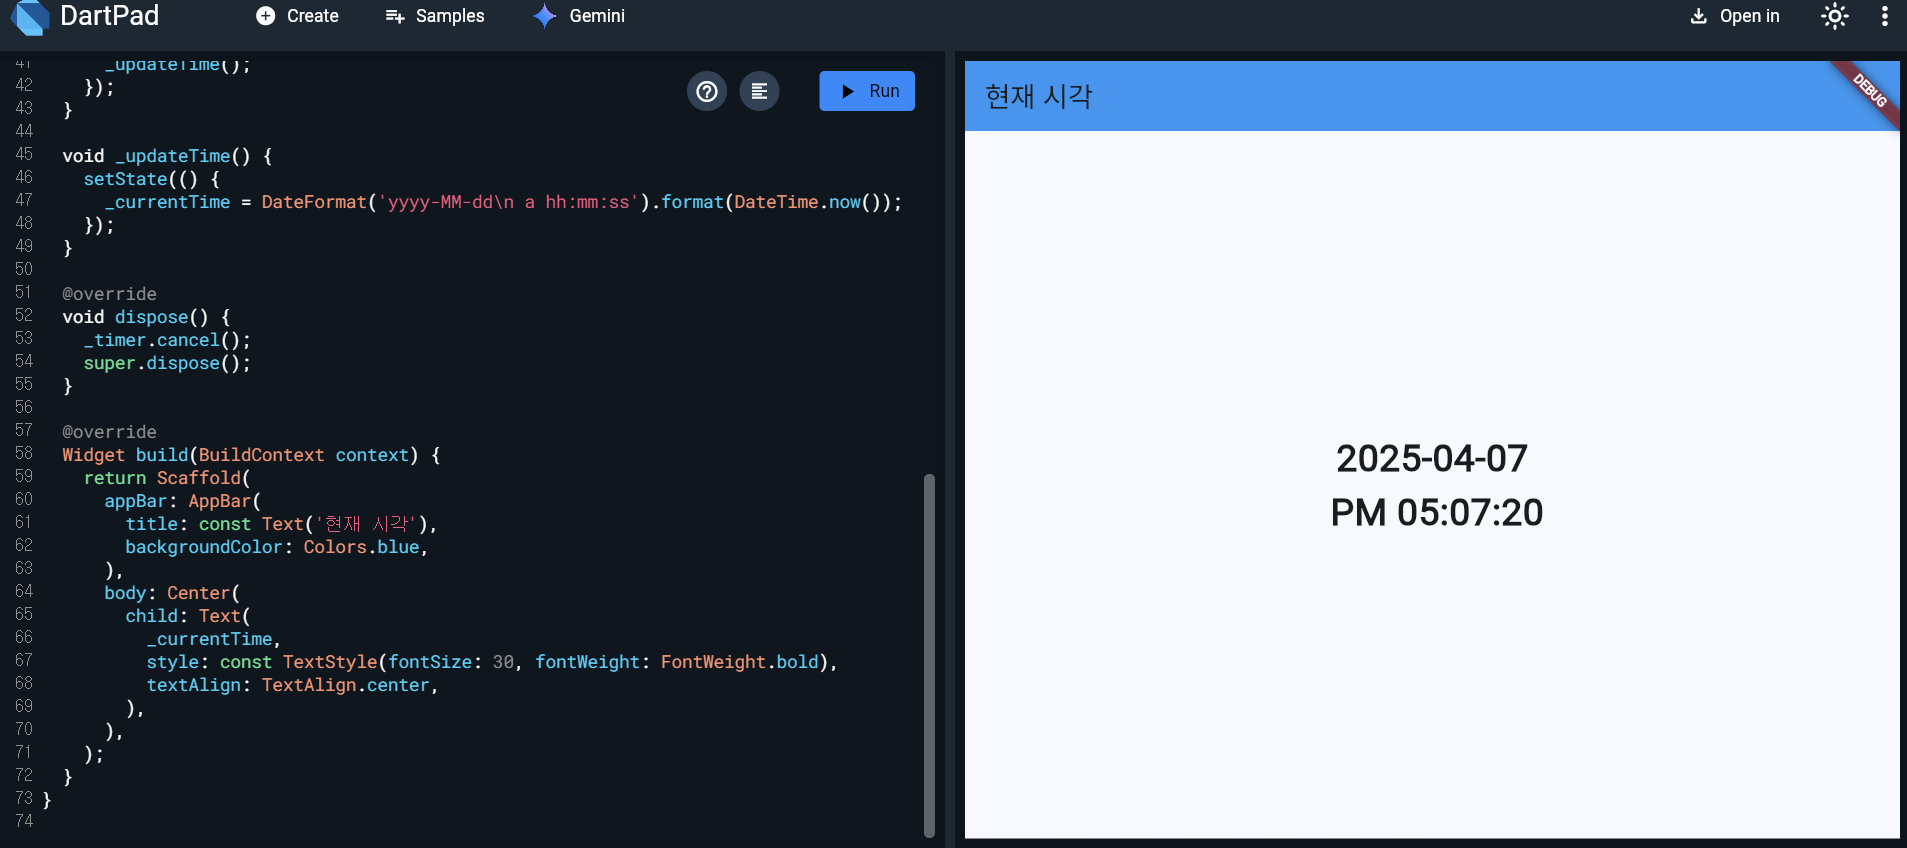 DartPad
Create
Samples
Gemini
Open in
41 _updateTime();
42 });
43 }
44
45 void _updateTime() {
46 setState(() {
47 _currentTime = DateFormat('yyyy-MM-dd\n a hh:mm:ss').format(DateTime.now());
48 });
49 }
50
51 @override
52 void dispose() {
53 _timer.cancel();
54 super.dispose();
55 }
56
57 @override
58 Widget build(BuildContext context) {
59 return Scaffold(
60 appBar: AppBar(
61 title: const Text('현재 시각'),
62 backgroundColor: Colors.blue,
63 ),
64 body: Center(
65 child: Text(
66 _currentTime,
67 style: const TextStyle(fontSize: 30, fontWeight: FontWeight.bold),
68 textAlign: TextAlign.center,
69 ),
70 ),
71 );
72 }
73 }
74
Run
현재 시각
DEBUG
2025-04-07
PM 05:07:20